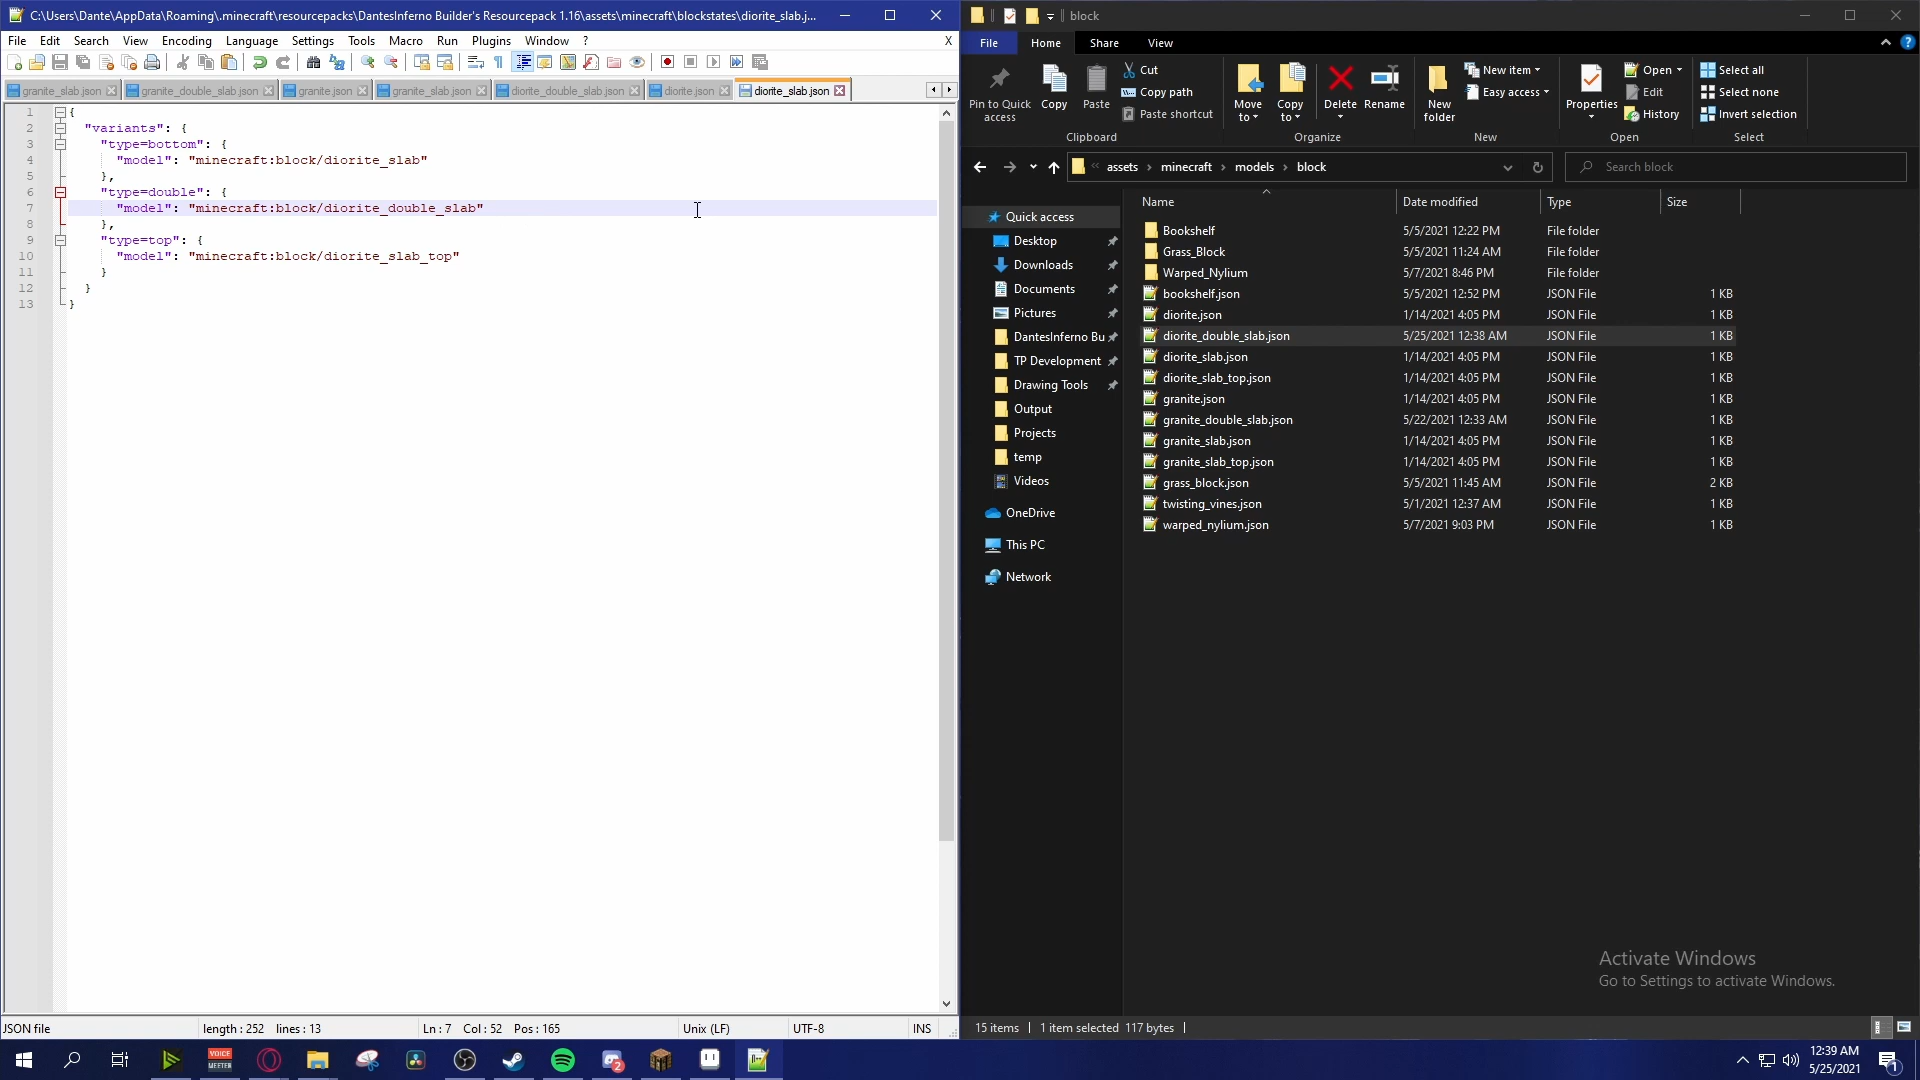 C:\Users\Dante\AppData\Roaming\.minecraft\resourcepacks\DantesInferno Builder's Resourcepack 1.16\assets\minecraft\blockstates\diorite_slab.j...
File Edit Search View Encoding Language Settings Tools Macro Run Plugins Window ? X
granite_slab.json granite_double_slab.json granite.json granite_slab.json diorite_double_slab.json diorite.json diorite_slab.json
1 {
2 "variants": {
3 "type=bottom": {
4 "model": "minecraft:block/diorite_slab"
5 },
6 "type=double": {
7 "model": "minecraft:block/diorite_double_slab"
8 },
9 "type=top": {
10 "model": "minecraft:block/diorite_slab_top"
11 }
12 }
13 }
JSON file length : 252 lines : 13 Ln : 7 Col : 52 Pos : 165 Unix (LF) UTF-8 INS
block
File Home Share View
Pin to Quick access
Copy
Paste
Cut
Copy path
Paste shortcut
Clipboard
Move to
Copy to
Delete
Rename
Organize
New folder
New item
Easy access
New
Properties
Open
Edit
History
Open
Select all
Select none
Invert selection
Select
« assets › minecraft › models › block
Search block
Quick access
Desktop
Downloads
Documents
Pictures
DantesInferno Bu
TP Development
Drawing Tools
Output
Projects
temp
Videos
OneDrive
This PC
Network
Name Date modified Type Size
Bookshelf 5/5/2021 12:22 PM File folder
Grass_Block 5/5/2021 11:24 AM File folder
Warped_Nylium 5/7/2021 8:46 PM File folder
bookshelf.json 5/5/2021 12:52 PM JSON File 1 KB
diorite.json 1/14/2021 4:05 PM JSON File 1 KB
diorite_double_slab.json 5/25/2021 12:38 AM JSON File 1 KB
diorite_slab.json 1/14/2021 4:05 PM JSON File 1 KB
diorite_slab_top.json 1/14/2021 4:05 PM JSON File 1 KB
granite.json 1/14/2021 4:05 PM JSON File 1 KB
granite_double_slab.json 5/22/2021 12:33 AM JSON File 1 KB
granite_slab.json 1/14/2021 4:05 PM JSON File 1 KB
granite_slab_top.json 1/14/2021 4:05 PM JSON File 1 KB
grass_block.json 5/5/2021 11:45 AM JSON File 2 KB
twisting_vines.json 5/1/2021 12:37 AM JSON File 1 KB
warped_nylium.json 5/7/2021 9:03 PM JSON File 1 KB
Activate Windows
Go to Settings to activate Windows.
15 items 1 item selected 117 bytes
VOICE MEETER
2
12:39 AM
5/25/2021
1